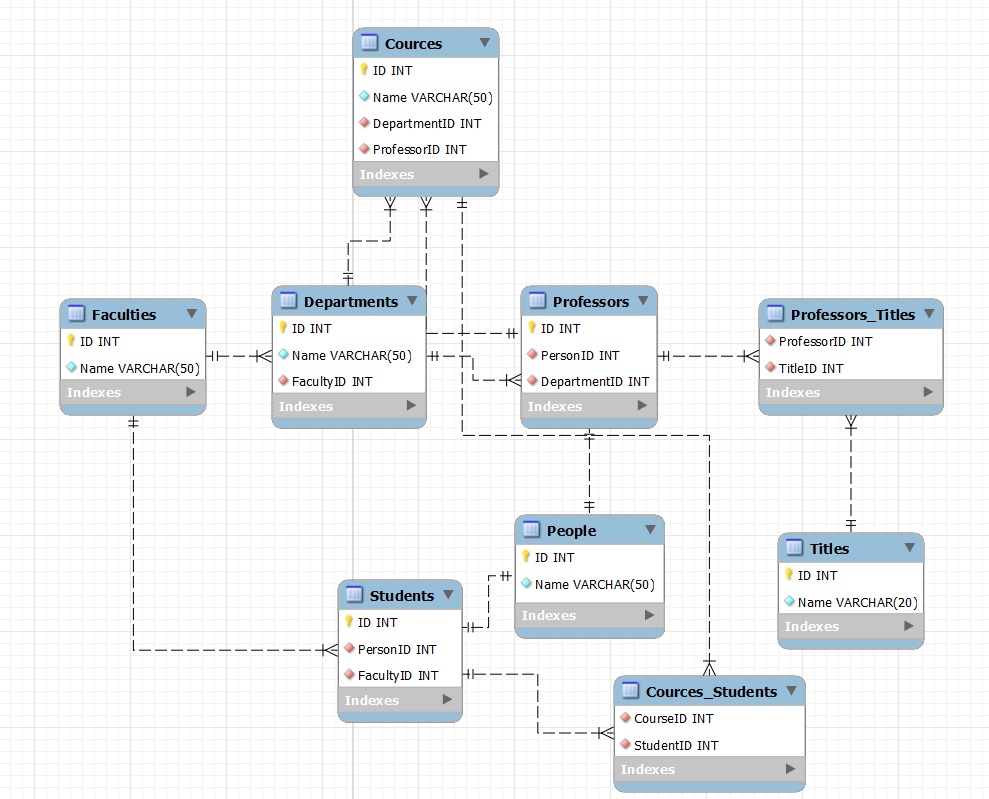 Cources
ID INT
Name VARCHAR(50)
DepartmentID INT
ProfessorID INT
Indexes
Faculties
ID INT
Name VARCHAR(50)
Indexes
Departments
ID INT
Name VARCHAR(50)
FacultyID INT
Indexes
Professors
ID INT
PersonID INT
DepartmentID INT
Indexes
Professors_Titles
ProfessorID INT
TitleID INT
Indexes
People
ID INT
Name VARCHAR(50)
Indexes
Titles
ID INT
Name VARCHAR(20)
Indexes
Students
ID INT
PersonID INT
FacultyID INT
Indexes
Cources_Students
CourseID INT
StudentID INT
Indexes